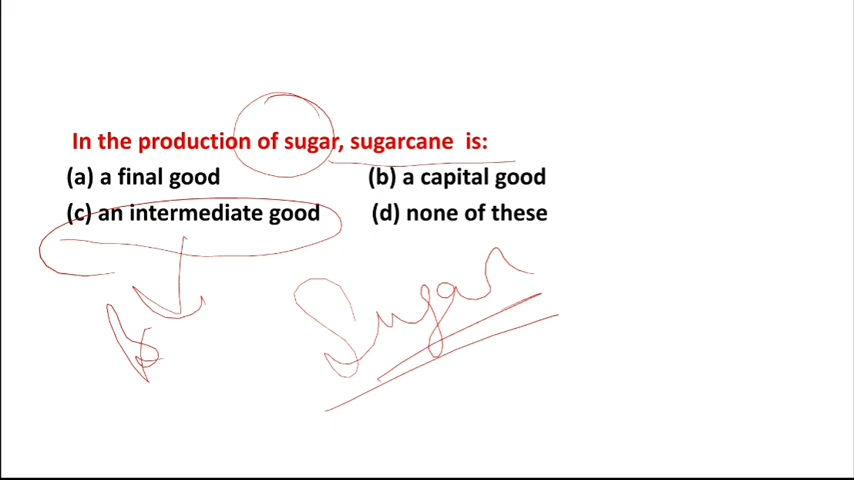 In the production of sugar, sugarcane is:
(a) a final good (b) a capital good
(c) an intermediate good (d) none of these
Sugar